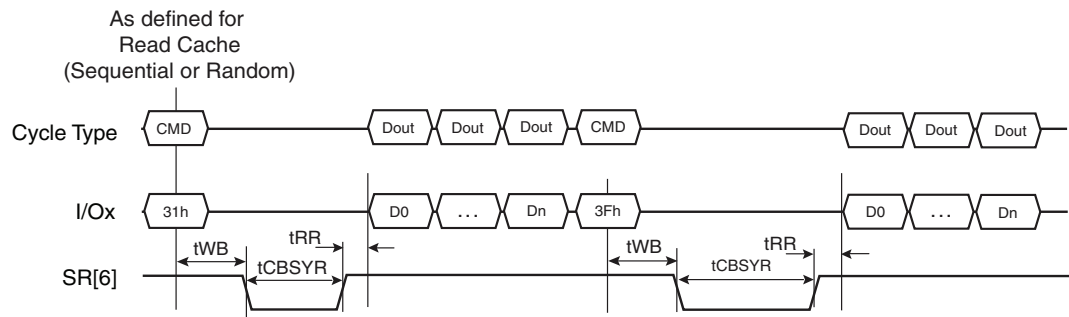 As defined for
Read Cache
(Sequential or Random)
Cycle Type CMD Dout Dout Dout CMD Dout Dout Dout
I/Ox 31h D0 ... Dn 3Fh D0 ... Dn
tWB tRR tWB tRR
tCBSYR tCBSYR
SR[6]